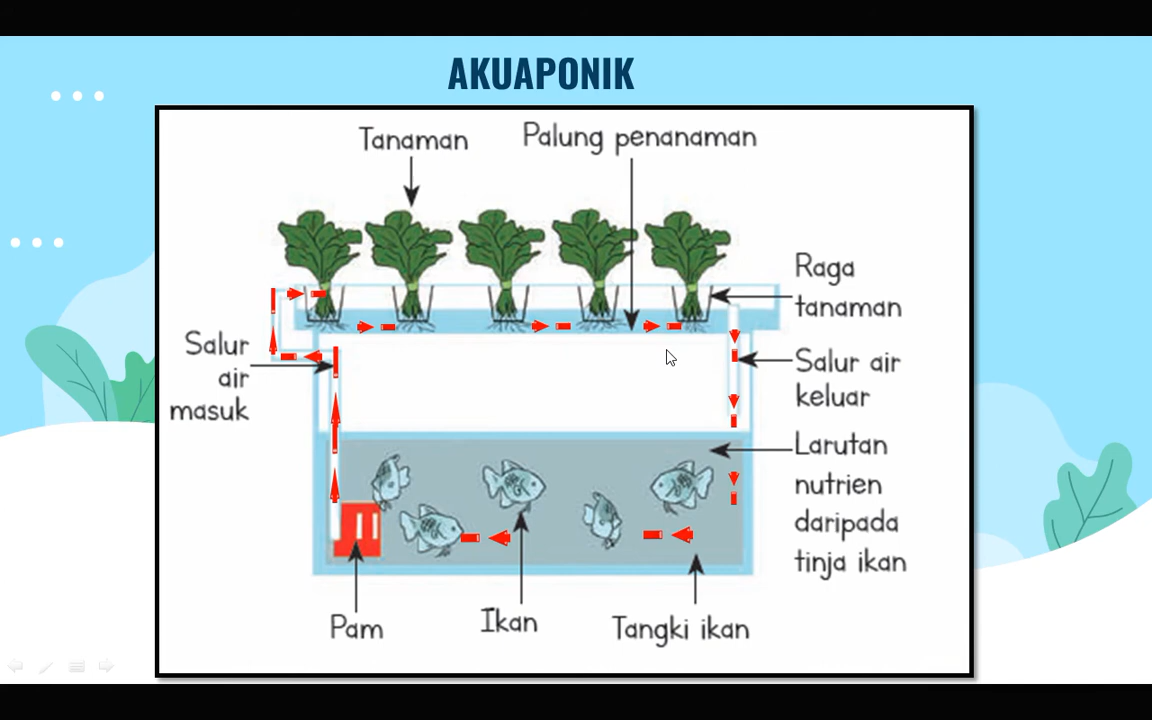 AKUAPONIK
Tanaman
Palung penanaman
Raga
tanaman
Salur
air
masuk
Salur air
keluar
Larutan
nutrien
daripada
tinja ikan
Pam
Ikan
Tangki ikan